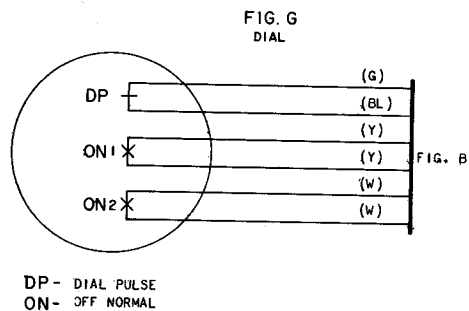 FIG. G
DIAL
(G)
DP
(BL)
(Y)
ON1
(Y)
FIG. B
(W)
ON2
(W)
DP- DIAL PULSE
ON- OFF NORMAL